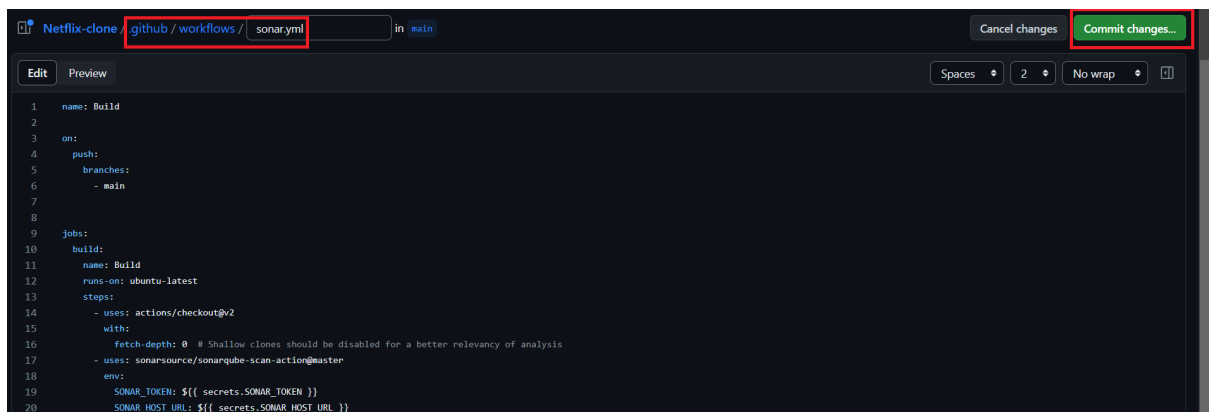 Netflix-clone / .github / workflows / sonar.yml in main Cancel changes Commit changes...
Edit Preview Spaces 2 No wrap
1 name: Build
2
3 on:
4 push:
5 branches:
6 - main
7
8
9 jobs:
10 build:
11 name: Build
12 runs-on: ubuntu-latest
13 steps:
14 - uses: actions/checkout@v2
15 with:
16 fetch-depth: 0 # Shallow clones should be disabled for a better relevancy of analysis
17 - uses: sonarsource/sonarqube-scan-action@master
18 env:
19 SONAR_TOKEN: ${{ secrets.SONAR_TOKEN }}
20 SONAR_HOST_URL: ${{ secrets.SONAR_HOST_URL }}